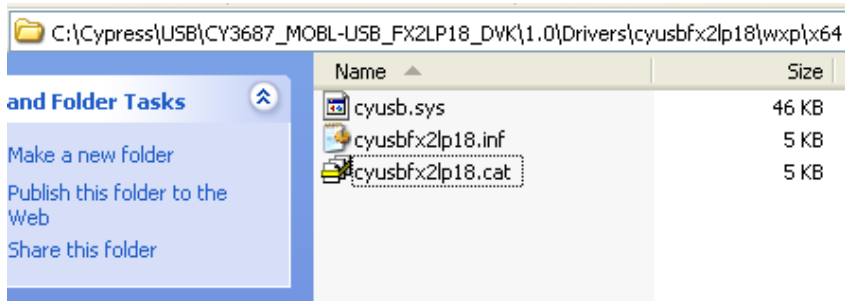 C:\Cypress\USB\CY3687_MOBL-USB_FX2LP18_DVK\1.0\Drivers\cyusbfx2lp18\wxp\x64
and Folder Tasks
Make a new folder
Publish this folder to the
Web
Share this folder
Name Size
cyusb.sys 46 KB
cyusbfx2lp18.inf 5 KB
cyusbfx2lp18.cat 5 KB